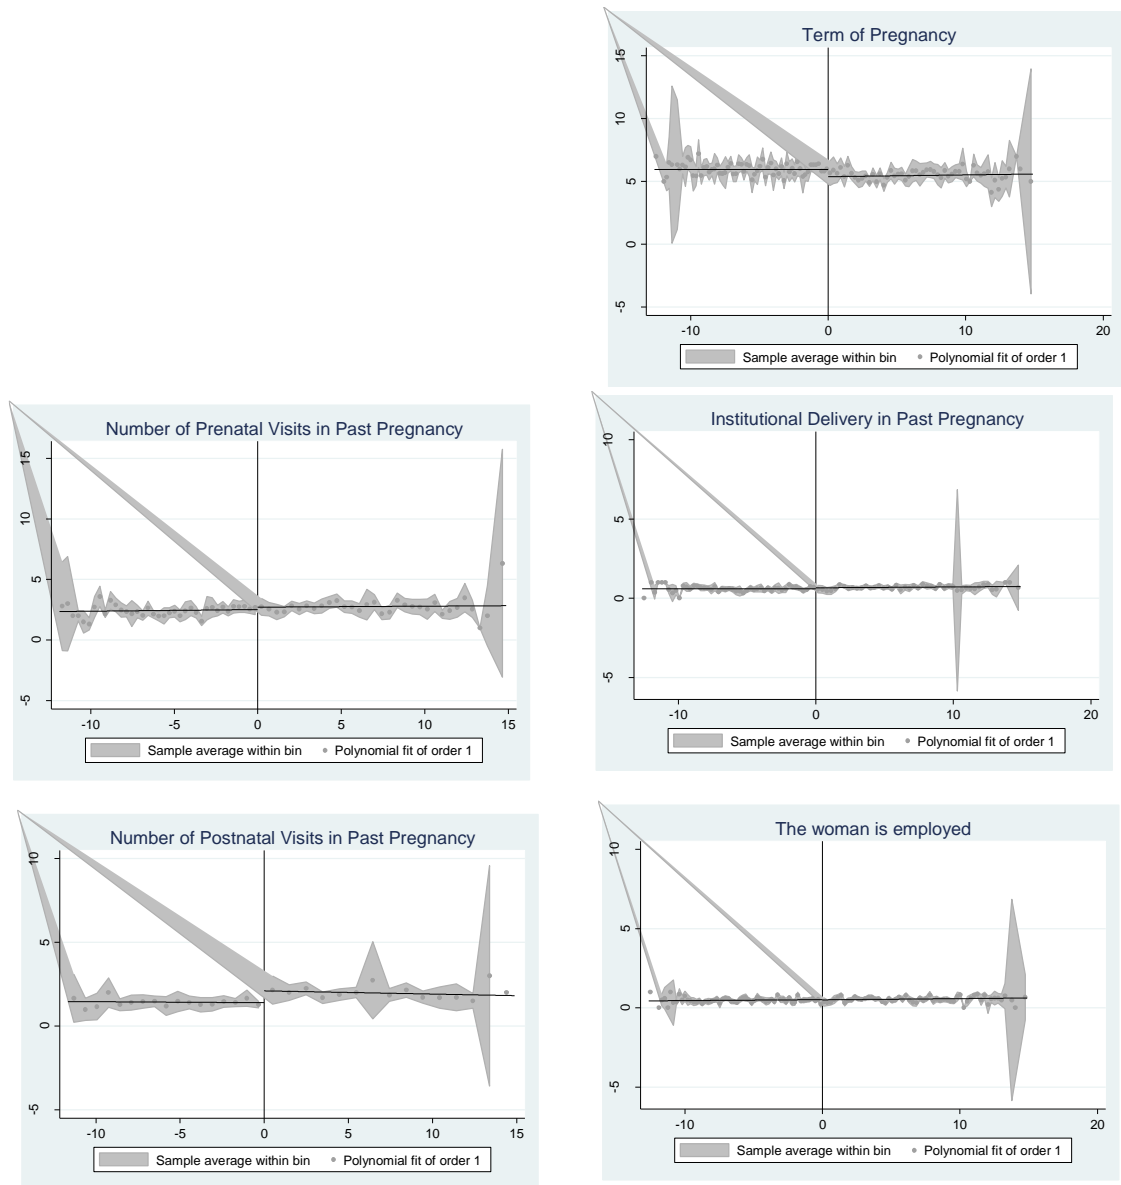 Term of Pregnancy
15
10
5
0
-5
-10 0 10 20
Sample average within bin Polynomial fit of order 1
Number of Prenatal Visits in Past Pregnancy
15
10
5
0
-5
-10 -5 0 5 10 15
Sample average within bin Polynomial fit of order 1
Institutional Delivery in Past Pregnancy
10
5
0
-5
-10 0 10 20
Sample average within bin Polynomial fit of order 1
Number of Postnatal Visits in Past Pregnancy
10
5
0
-5
-10 -5 0 5 10 15
Sample average within bin Polynomial fit of order 1
The woman is employed
10
5
0
-5
-10 0 10 20
Sample average within bin Polynomial fit of order 1